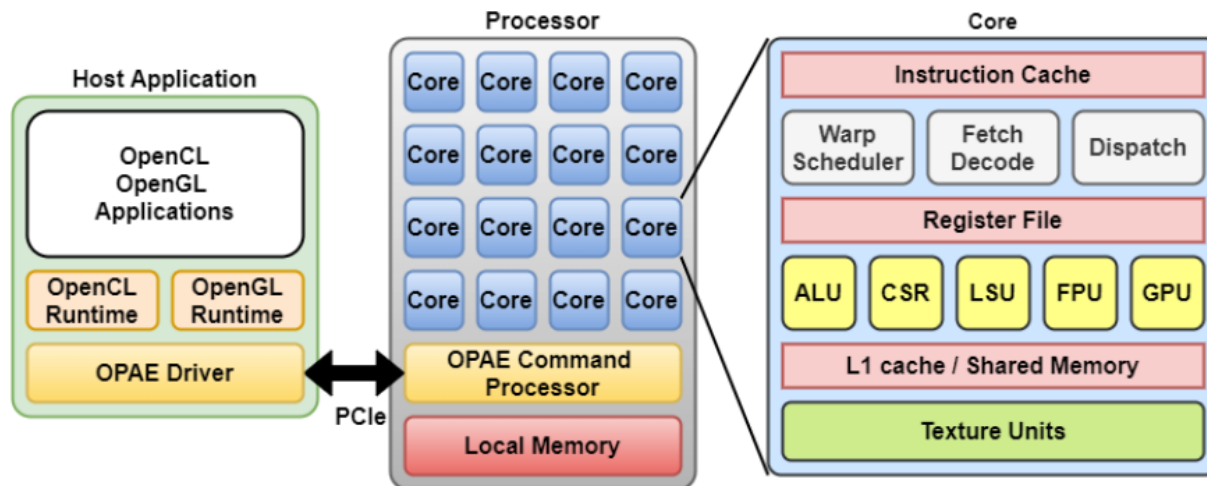 Host Application
OpenCL
OpenGL
Applications
OpenCL
Runtime
OpenGL
Runtime
OPAE Driver
PCIe
Processor
Core Core Core Core
Core Core Core Core
Core Core Core Core
Core Core Core Core
OPAE Command
Processor
Local Memory
Core
Instruction Cache
Warp
Scheduler
Fetch
Decode
Dispatch
Register File
ALU CSR LSU FPU GPU
L1 cache / Shared Memory
Texture Units